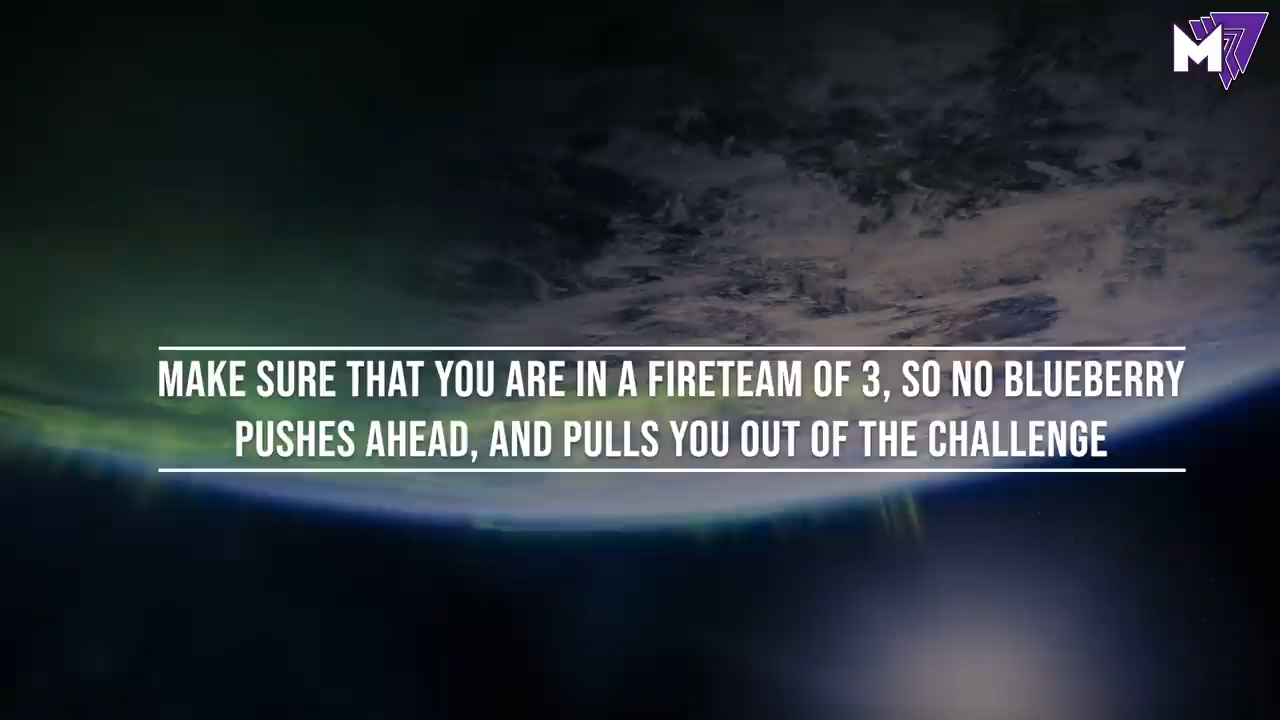 M7
MAKE SURE THAT YOU ARE IN A FIRETEAM OF 3, SO NO BLUEBERRY
PUSHES AHEAD, AND PULLS YOU OUT OF THE CHALLENGE